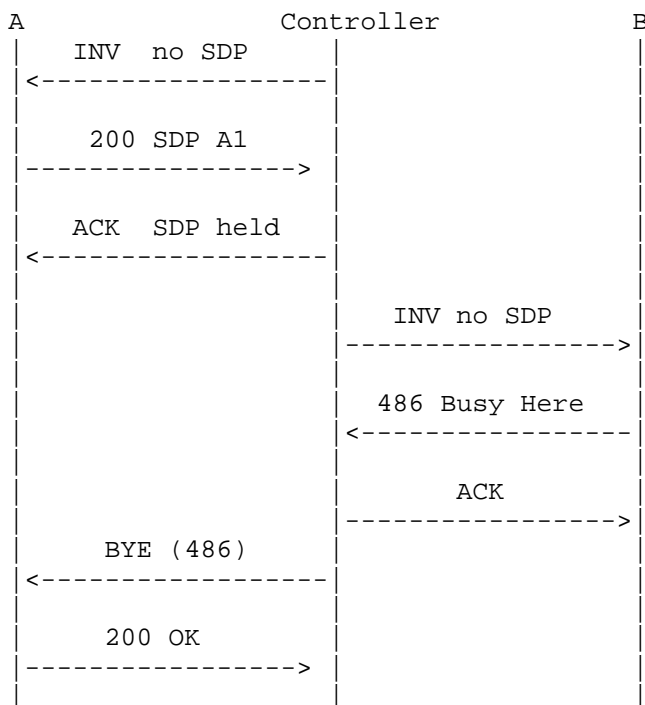 A Controller B
INV no SDP
200 SDP A1
ACK SDP held
INV no SDP
486 Busy Here
ACK
BYE (486)
200 OK